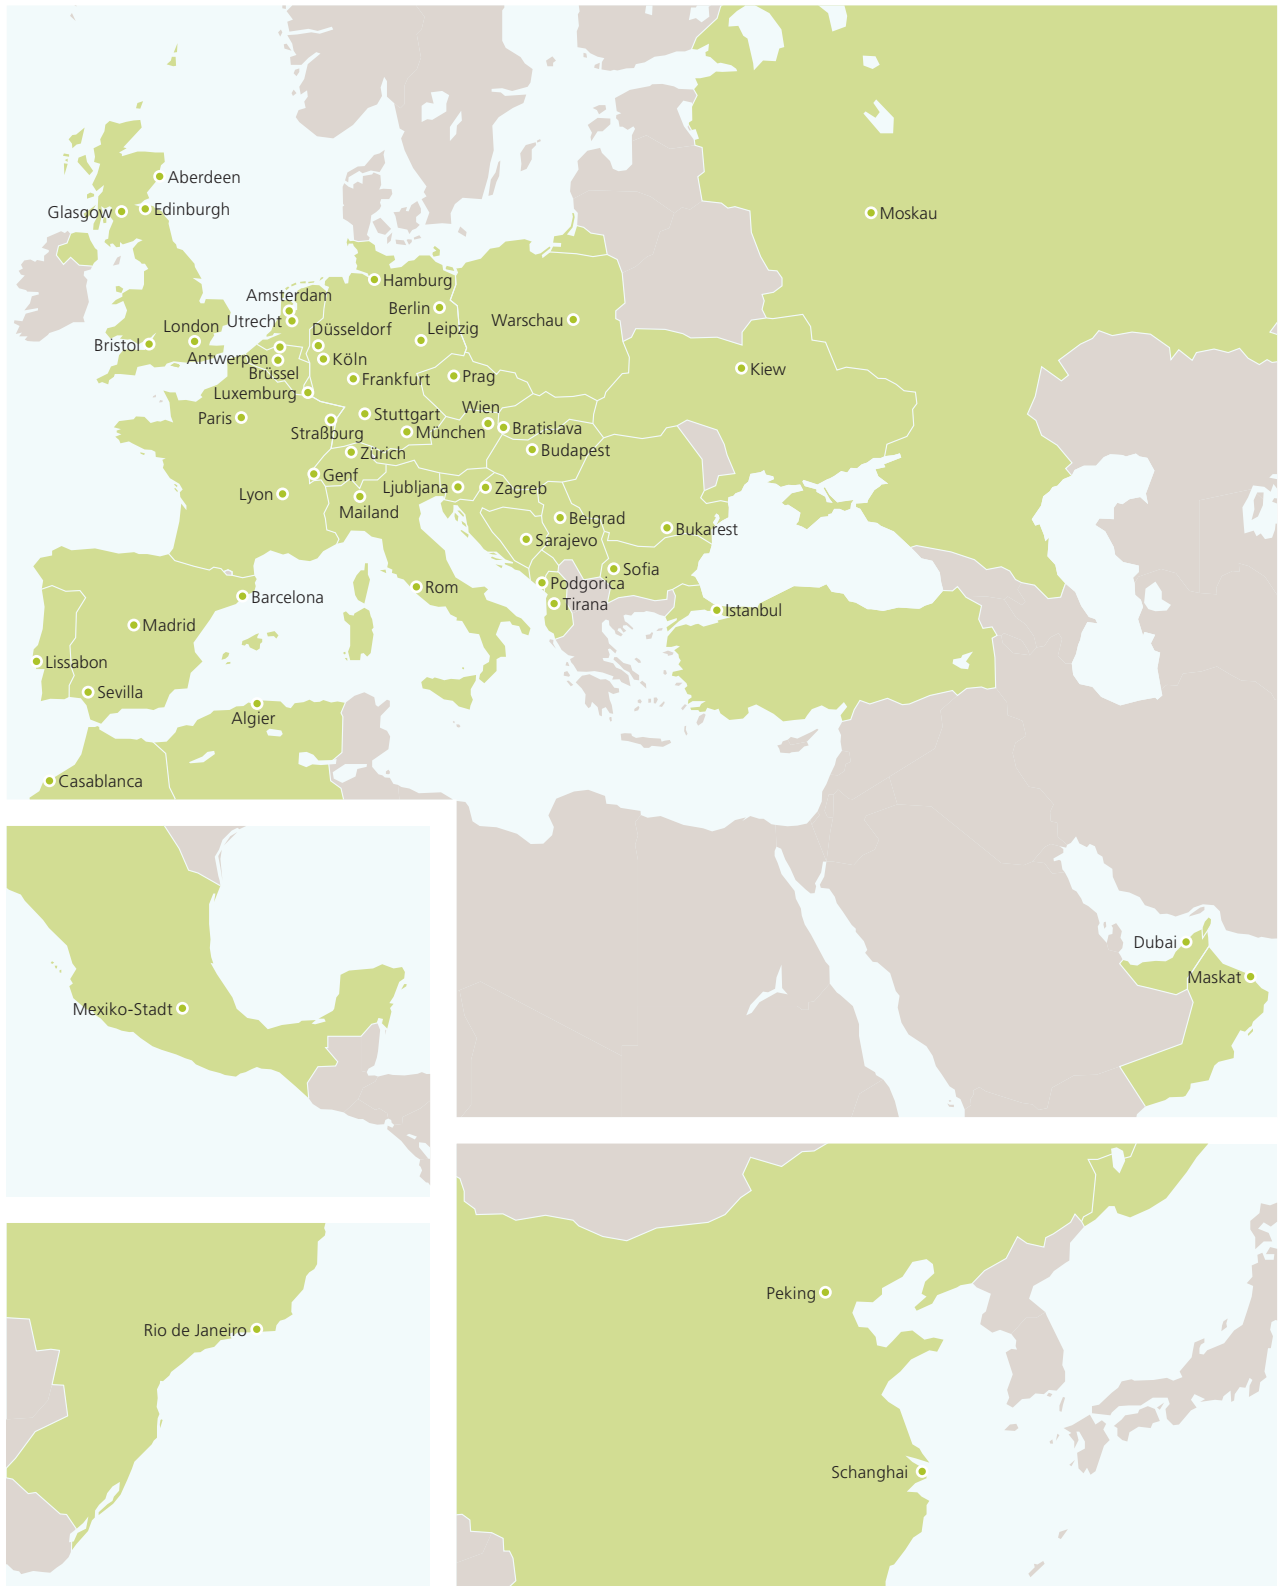 Aberdeen
Glasgow
Edinburgh
Moskau
Hamburg
Amsterdam
Berlin
Utrecht
Warschau
London
Düsseldorf
Leipzig
Bristol
Antwerpen
Köln
Brüssel
Kiew
Frankfurt
Prag
Luxemburg
Paris
Stuttgart
Wien
Straßburg
München
Bratislava
Zürich
Budapest
Genf
Lyon
Ljubljana
Zagreb
Mailand
Belgrad
Bukarest
Sarajevo
Sofia
Podgorica
Rom
Barcelona
Tirana
Istanbul
Madrid
Lissabon
Sevilla
Algier
Casablanca
Dubai
Maskat
Mexiko-Stadt
Peking
Rio de Janeiro
Schanghai